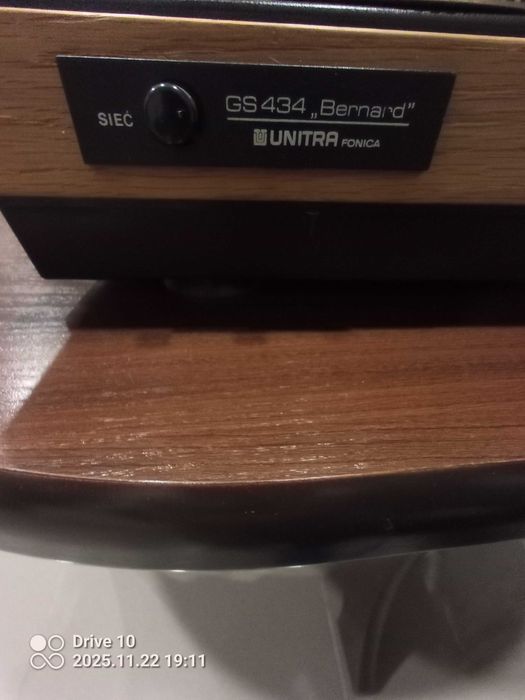 SIEĆ
GS 434 „Bernard”
UNITRA FONICA
Drive 10
2025.11.22 19:11